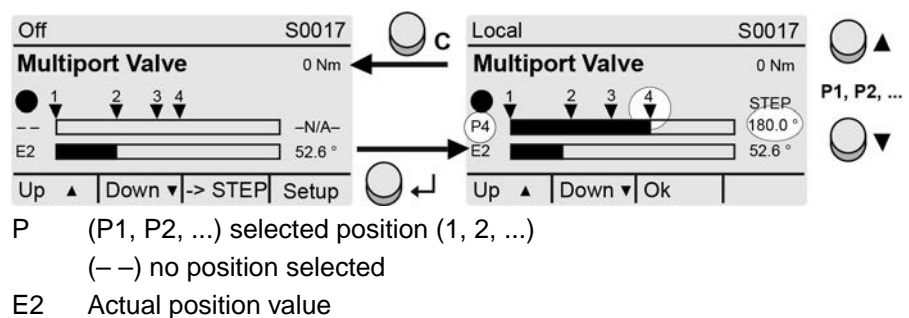 Off S0017
Multiport Valve 0 Nm
1 2 3 4
– – –N/A–
E2 52.6 °
Up ▲ Down ▼ -> STEP Setup
C
Local S0017
Multiport Valve 0 Nm
1 2 3 4 STEP
P4 180.0 °
E2 52.6 °
Up ▲ Down ▼ Ok
▲
P1, P2, ...
▼
P (P1, P2, ...) selected position (1, 2, ...)
(– –) no position selected
E2 Actual position value